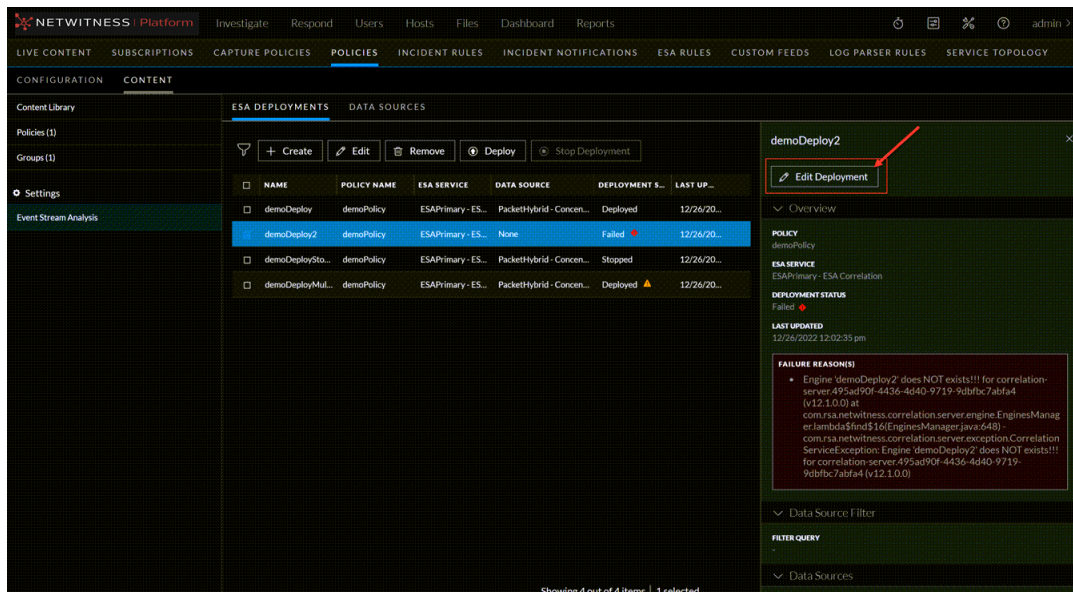 NETWITNESS Platform Investigate Respond Users Hosts Files Dashboard Reports admin
LIVE CONTENT SUBSCRIPTIONS CAPTURE POLICIES POLICIES INCIDENT RULES INCIDENT NOTIFICATIONS ESA RULES CUSTOM FEEDS LOG PARSER RULES SERVICE TOPOLOGY
CONFIGURATION CONTENT
Content Library
Policies (1)
Groups (1)
Settings
Event Stream Analysis
ESA DEPLOYMENTS DATA SOURCES
Create Edit Remove Deploy Stop Deployment
NAME POLICY NAME ESA SERVICE DATA SOURCE DEPLOYMENT S... LAST UP...
demoDeploy demoPolicy ESAPrimary - ES... PacketHybrid - Concen... Deployed 12/26/20...
demoDeploy2 demoPolicy ESAPrimary - ES... None Failed 12/26/20...
demoDeploySto... demoPolicy ESAPrimary - ES... PacketHybrid - Concen... Stopped 12/26/20...
demoDeployMul... demoPolicy ESAPrimary - ES... PacketHybrid - Concen... Deployed 12/26/20...
Showing 4 out of 4 items | 1 selected
demoDeploy2
Edit Deployment
Overview
POLICY
demoPolicy
ESA SERVICE
ESAPrimary - ESA Correlation
DEPLOYMENT STATUS
Failed
LAST UPDATED
12/26/2022 12:02:35 pm
FAILURE REASON(S)
Engine 'demoDeploy2' does NOT exists!!! for correlation-
server.495ad90f-4436-4d40-9719-9dbfbc7abfa4
(v12.1.0.0) at
com.rsa.netwitness.correlation.server.engine.EnginesManag
er.lambda$find$16(EnginesManager.java:648) -
com.rsa.netwitness.correlation.server.exception.Correlation
ServiceException: Engine 'demoDeploy2' does NOT exists!!!
for correlation-server.495ad90f-4436-4d40-9719-
9dbfbc7abfa4 (v12.1.0.0)
Data Source Filter
FILTER QUERY
-
Data Sources